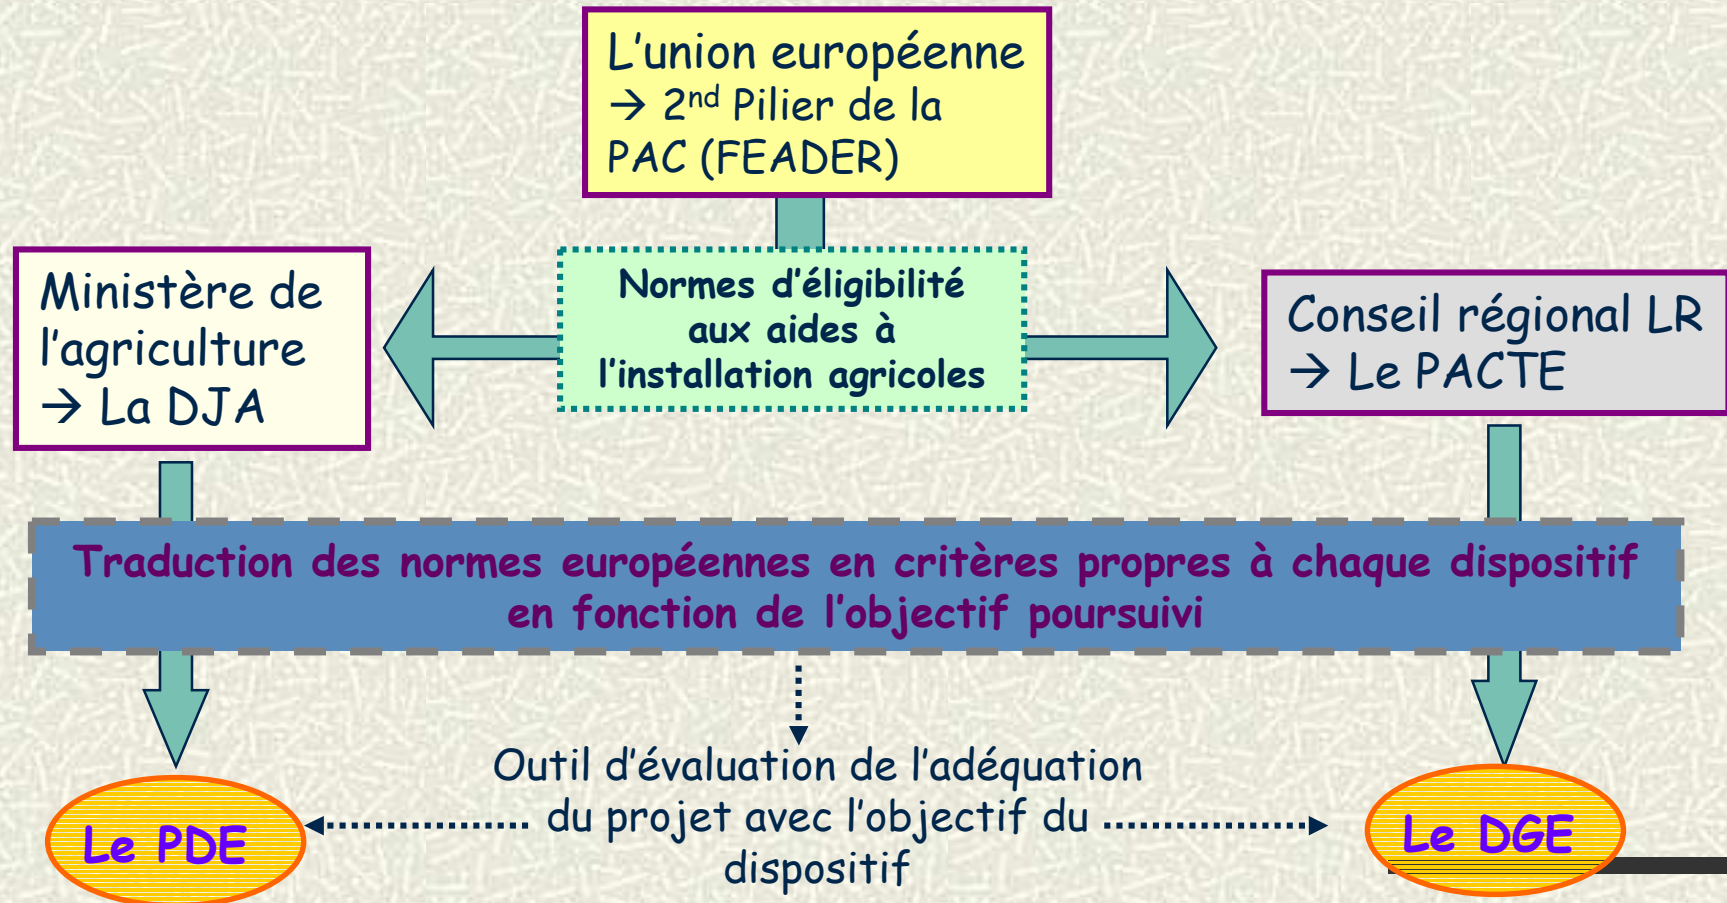 L'union européenne
→ 2nd Pilier de la
PAC (FEADER)
Ministère de
l'agriculture
→ La DJA
Normes d'éligibilité
aux aides à
l'installation agricoles
Conseil régional LR
→ Le PACTE
Traduction des normes européennes en critères propres à chaque dispositif
en fonction de l'objectif poursuivi
Outil d'évaluation de l'adéquation
du projet avec l'objectif du
dispositif
Le PDE
Le DGE